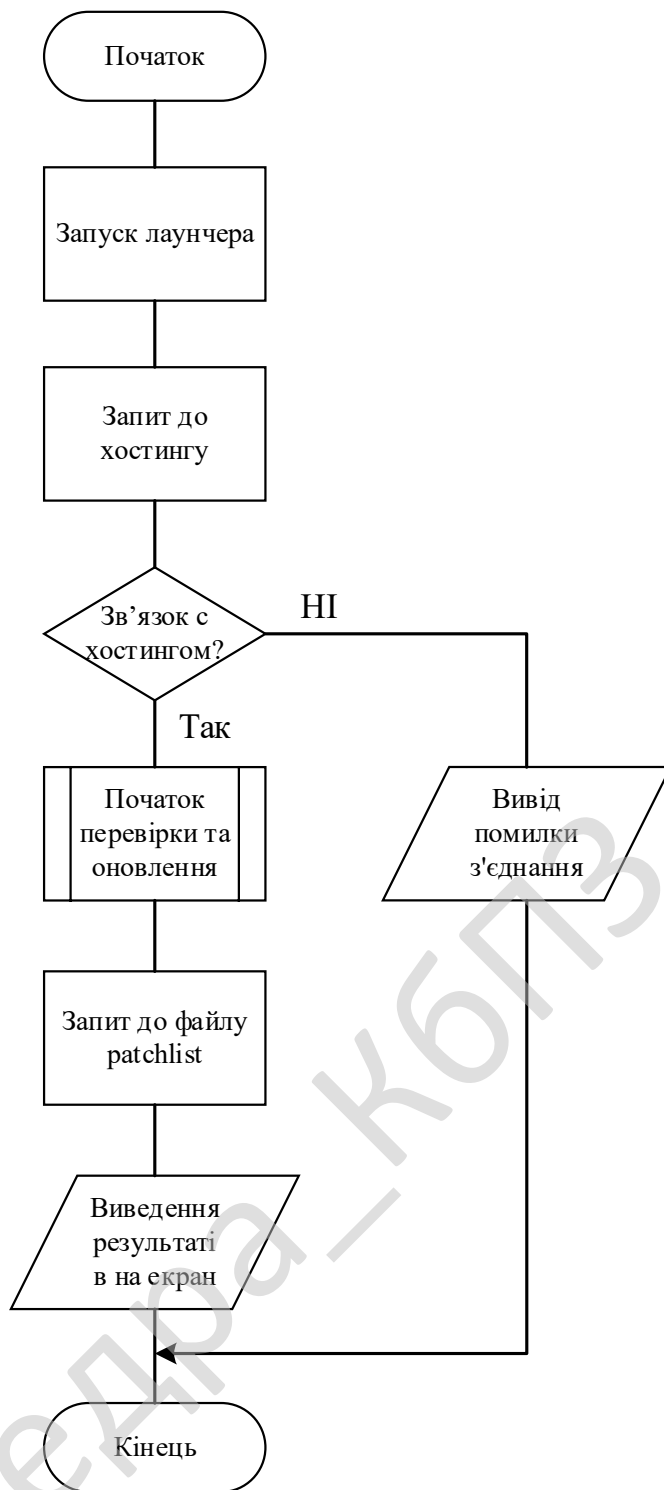 Початок
Запуск лаунчера
Запит до
хостингу
Зв’язок с
хостингом?
НІ
Так
Початок
перевірки та
оновлення
Вивід
помилки
з'єднання
Запит до файлу
patchlist
Виведення
результаті
в на екран
Кінець
едра_КбПЗ